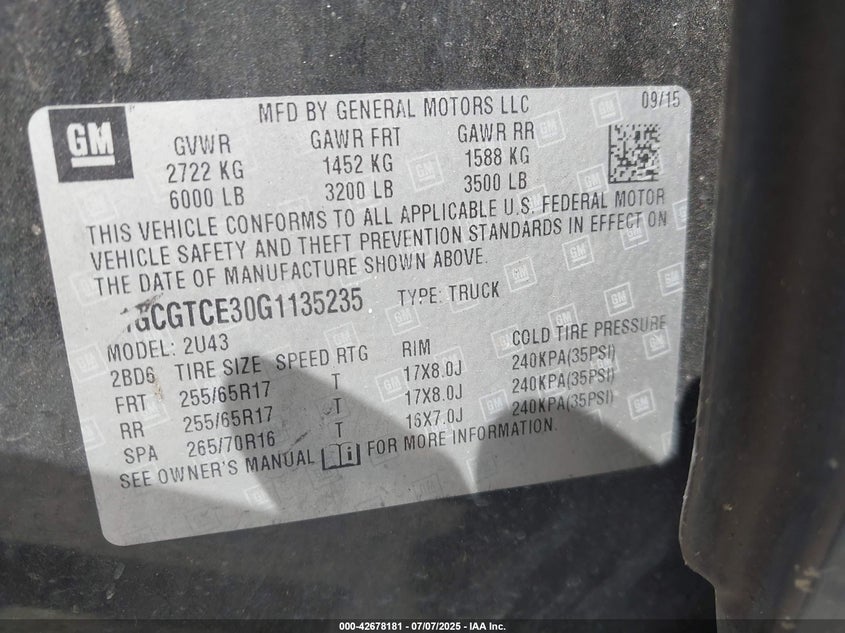 GM
MFD BY GENERAL MOTORS LLC
09/15
GVWR GAWR FRT GAWR RR
2722 KG 1452 KG 1588 KG
6000 LB 3200 LB 3500 LB
THIS VEHICLE CONFORMS TO ALL APPLICABLE U.S. FEDERAL MOTOR
VEHICLE SAFETY AND THEFT PREVENTION STANDARDS IN EFFECT ON
THE DATE OF MANUFACTURE SHOWN ABOVE.
1GCGTCE30G1135235 TYPE: TRUCK
MODEL: 2U43
2BD6 TIRE SIZE SPEED RTG RIM COLD TIRE PRESSURE
FRT 255/65R17 T 17X8.0J 240KPA(35PSI)
RR 255/65R17 T 17X8.0J 240KPA(35PSI)
SPA 265/70R16 T 16X7.0J 240KPA(35PSI)
SEE OWNER'S MANUAL FOR MORE INFORMATION.
000-42678181 / 07/07/2025 - IAA Inc.